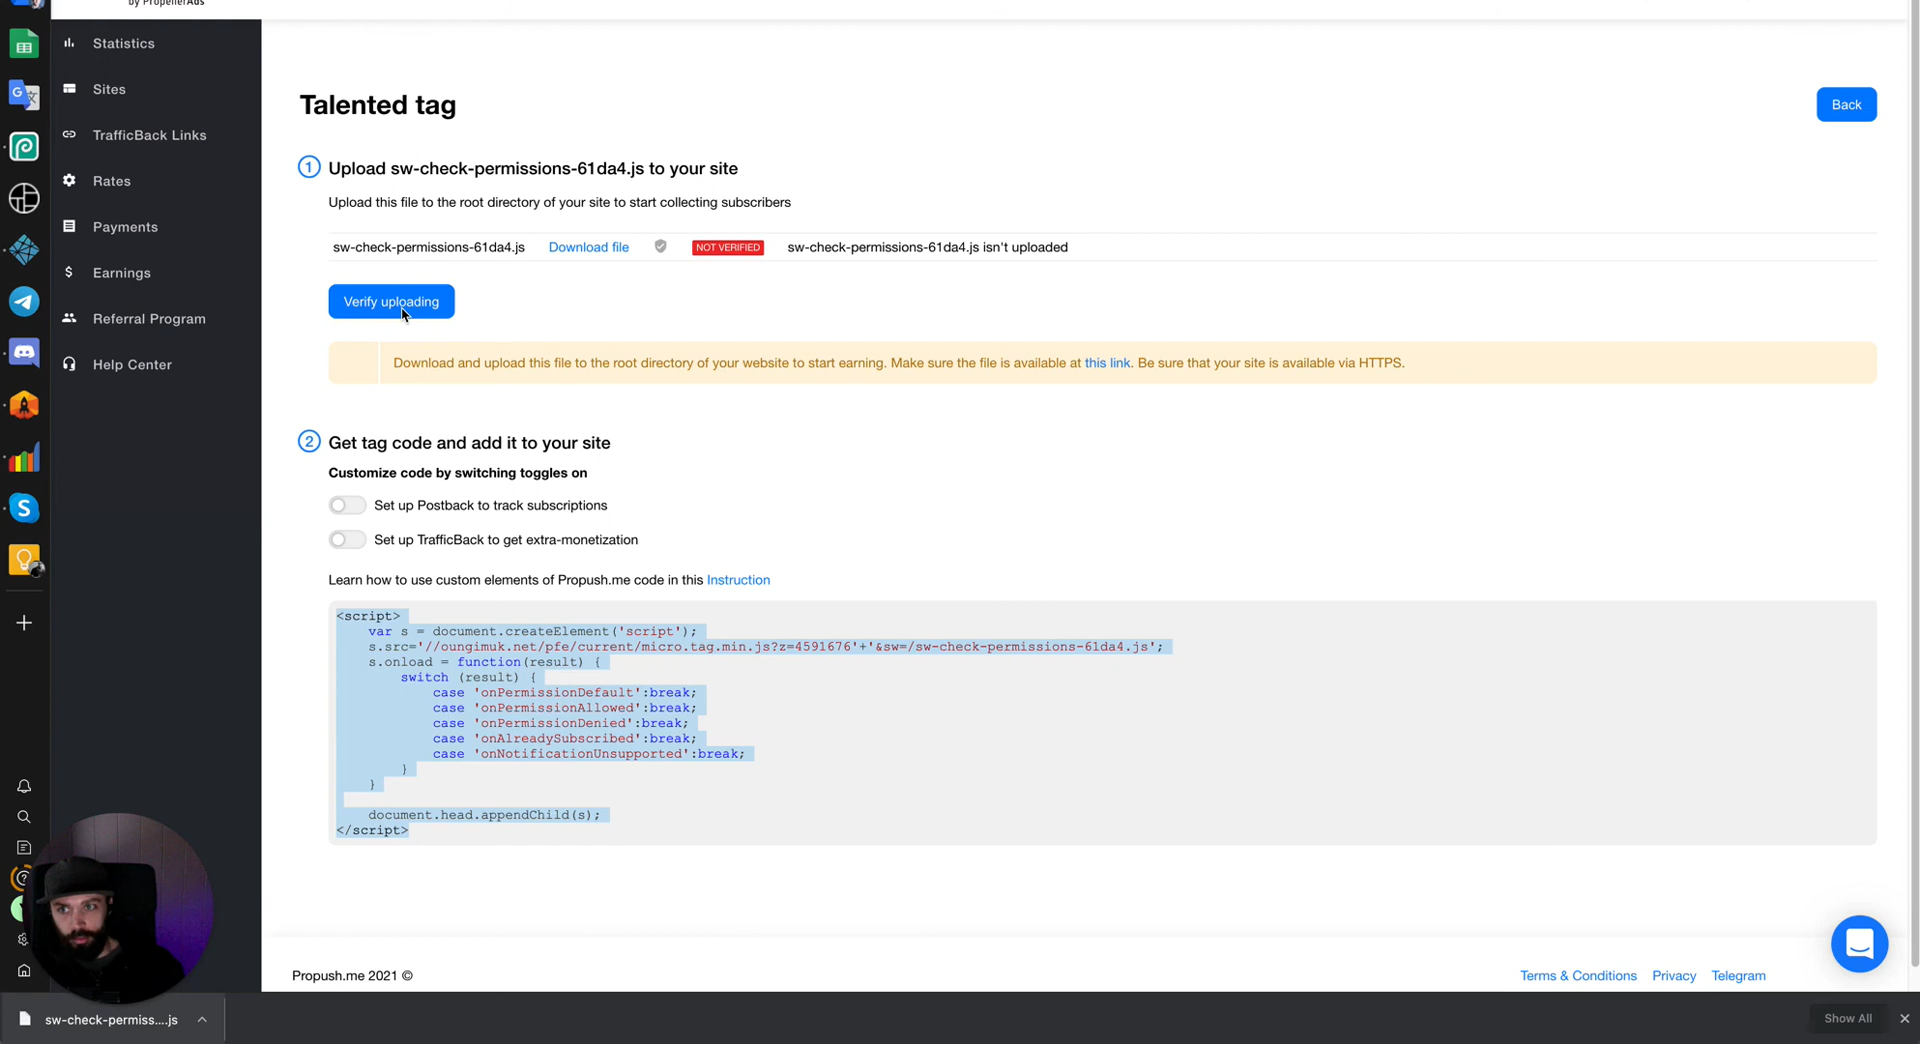 by PropellerAds
Statistics
Sites
TrafficBack Links
Rates
Payments
Earnings
Referral Program
Help Center
Talented tag
Back
1 Upload sw-check-permissions-61da4.js to your site
Upload this file to the root directory of your site to start collecting subscribers
sw-check-permissions-61da4.js Download file NOT VERIFIED sw-check-permissions-61da4.js isn't uploaded
Verify uploading
Download and upload this file to the root directory of your website to start earning. Make sure the file is available at this link. Be sure that your site is available via HTTPS.
2 Get tag code and add it to your site
Customize code by switching toggles on
Set up Postback to track subscriptions
Set up TrafficBack to get extra-monetization
Learn how to use custom elements of Propush.me code in this Instruction
<script>
var s = document.createElement('script');
s.src='//oungimuk.net/pfe/current/micro.tag.min.js?z=4591676'+'&sw=/sw-check-permissions-61da4.js';
s.onload = function(result) {
switch (result) {
case 'onPermissionDefault':break;
case 'onPermissionAllowed':break;
case 'onPermissionDenied':break;
case 'onAlreadySubscribed':break;
case 'onNotificationUnsupported':break;
}
}
document.head.appendChild(s);
</script>
Propush.me 2021 ©
Terms & Conditions Privacy Telegram
sw-check-permiss....js
Show All